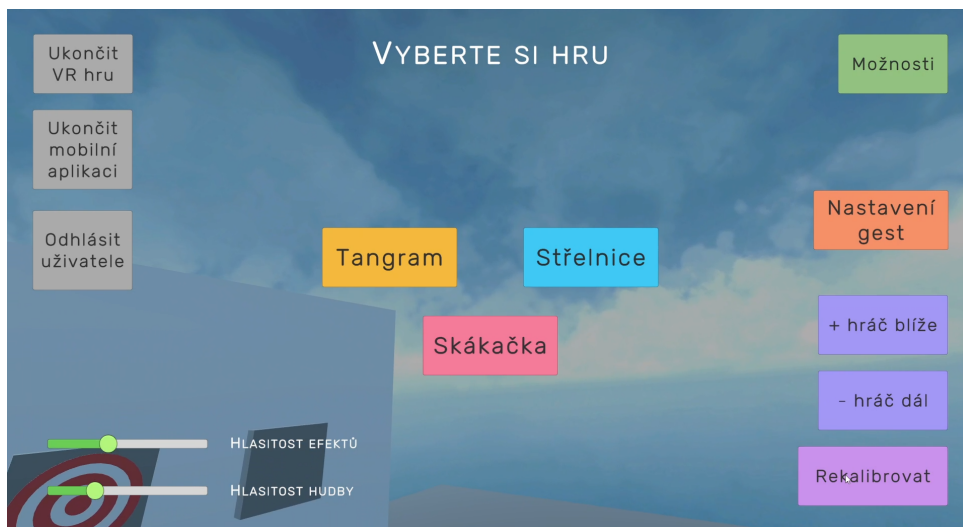 Ukončit
VR hru
VYBERTE SI HRU
Možnosti
Ukončit
mobilní
aplikaci
Nastavení
gest
Odhlásit
uživatele
Tangram
Střelnice
+ hráč blíže
Skákačka
- hráč dál
HLASITOST EFEKTŮ
Rekalibrovat
HLASITOST HUDBY